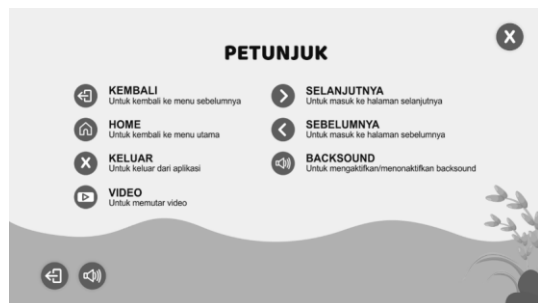 PETUNJUK
KEMBALI
Untuk kembali ke menu sebelumnya
HOME
Untuk kembali ke menu utama
KELUAR
Untuk keluar dari aplikasi
VIDEO
Untuk memutar video
SELANJUTNYA
Untuk masuk ke halaman selanjutnya
SEBELUMNYA
Untuk masuk ke halaman sebelumnya
BACKSOUND
Untuk mengaktifkan/menonaktifkan backsound